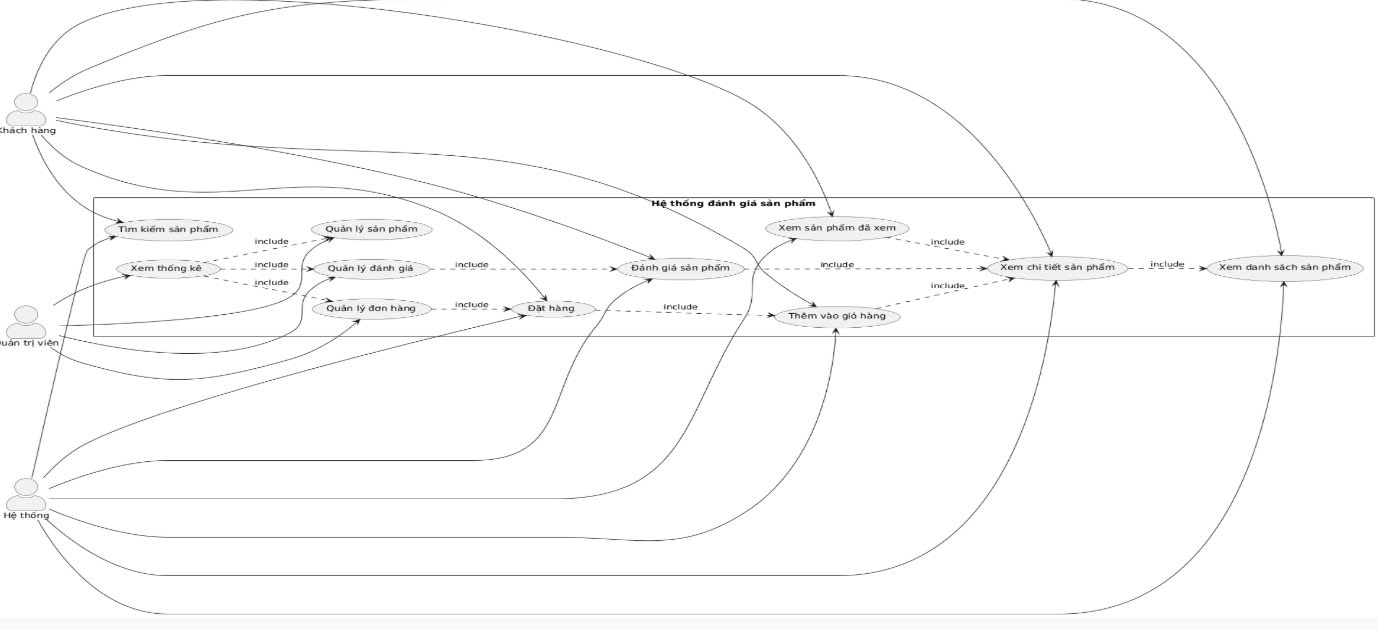 Khách hàng
Hệ thống đánh giá sản phẩm
Tìm kiếm sản phẩm
Quản lý sản phẩm
Xem sản phẩm đã xem
include
include
Xem thống kê
include
Quản lý đánh giá
include
Đánh giá sản phẩm
include
Xem chi tiết sản phẩm
include
Xem danh sách sản phẩm
include
include
Quản lý đơn hàng
include
Đặt hàng
include
Thêm vào giỏ hàng
Quản trị viên
Hệ thống